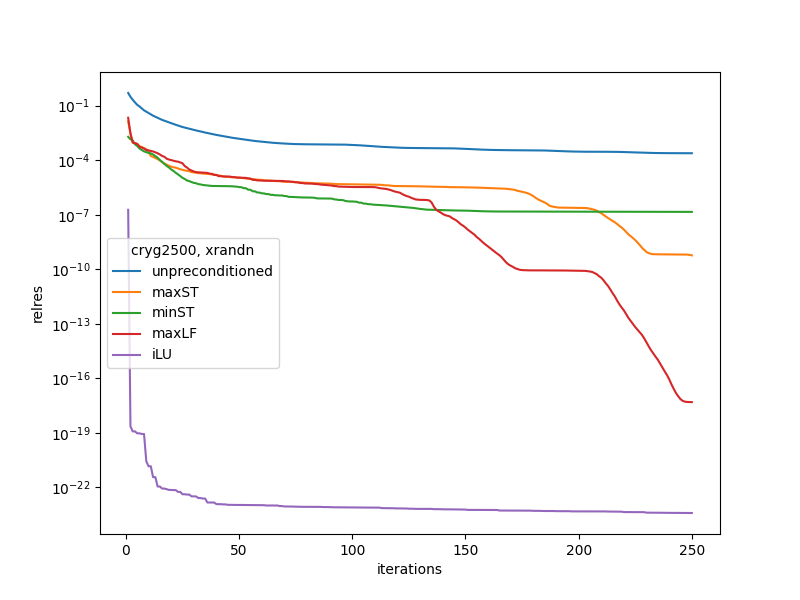 10⁻¹
10⁻⁴
10⁻⁷
10⁻¹⁰
10⁻¹³
10⁻¹⁶
10⁻¹⁹
10⁻²²
relres
cryg2500, xrandn
unpreconditioned
maxST
minST
maxLF
iLU
0 50 100 150 200 250
iterations